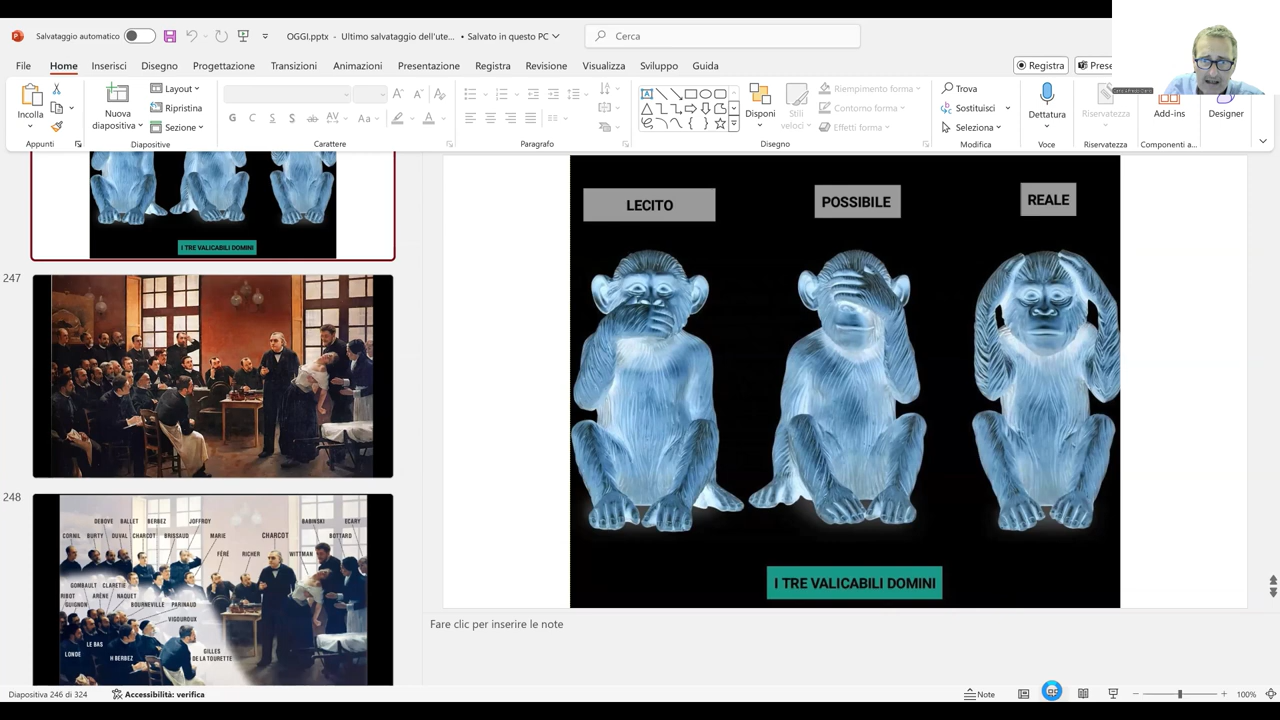 Salvataggio automatico
OGGI.pptx - Ultimo salvataggio dell'ute... • Salvato in questo PC
Cerca
File Home Inserisci Disegno Progettazione Transizioni Animazioni Presentazione Registra Revisione Visualizza Sviluppo Guida
Registra
Prese
Incolla
Appunti
Nuova
diapositiva
Layout
Ripristina
Sezione
Diapositive
G C S ab AV Aa
Carattere
Paragrafo
Disponi
Stili
veloci
Riempimento forma
Contorno forma
Effetti forma
Disegno
Trova
Sostituisci
Seleziona
Modifica
Dettatura
Voce
Riservatezza
Riservatezza
Add-ins
Componenti a...
Designer
I TRE VALICABILI DOMINI
247
248
DEBOVE BALLET BERBEZ JOFFROY BABINSKI ECARY
CORNIL BURTY DUVAL CHARCOT BRISSAUD MARIE CHARCOT BOTTARD
FÉRÉ RICHER WITTMAN
GOMBAULT CLARETIE
RIBOT ARÈNE NAQUET
GUIGNON BOURNEVILLE PARINAUD
VIGOUROUX
LE BAS
LONDE H BERBEZ
GILLES
DE LA TOURETTE
LECITO
POSSIBILE
REALE
I TRE VALICABILI DOMINI
Fare clic per inserire le note
Diapositiva 246 di 324
Accessibilità: verifica
Note
100%